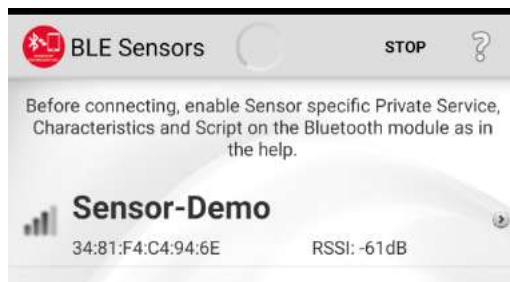 BLE Sensors
STOP
Before connecting, enable Sensor specific Private Service,
Characteristics and Script on the Bluetooth module as in
the help.
Sensor-Demo
34:81:F4:C4:94:6E RSSI: -61dB